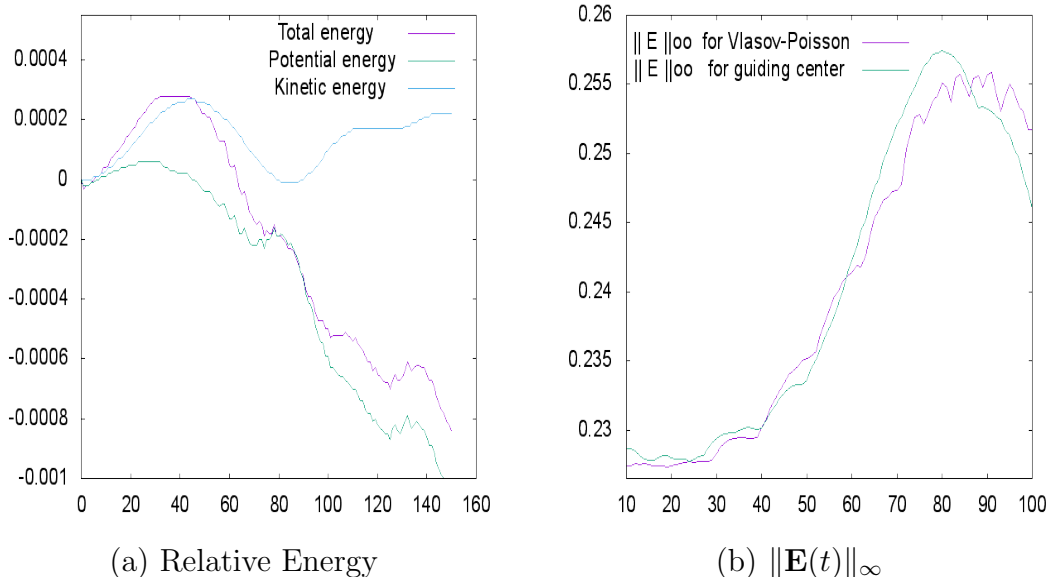 0.0004
0.0002
0
-0.0002
-0.0004
-0.0006
-0.0008
-0.001
0 20 40 60 80 100 120 140 160
Total energy
Potential energy
Kinetic energy
(a) Relative Energy
0.26
0.255
0.25
0.245
0.24
0.235
0.23
10 20 30 40 50 60 70 80 90 100
|| E ||oo for Vlasov-Poisson
|| E ||oo for guiding center
(b) ‖E(t)‖∞